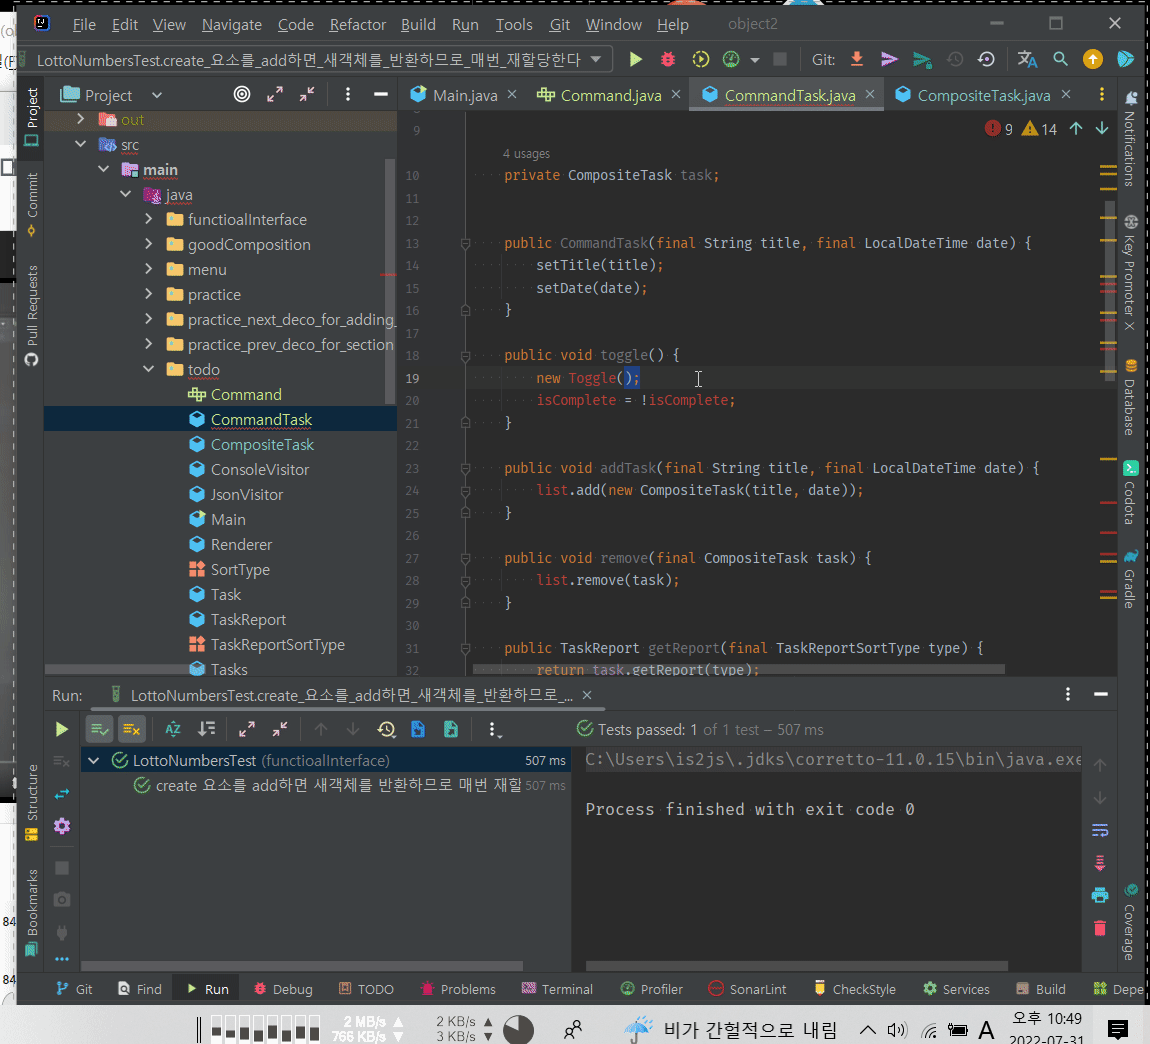 File Edit View Navigate Code Refactor Build Run Tools Git Window Help object2
LottoNumbersTest.create_요소를_add하면_새객체를_반환하므로_매번_재할당한다 Git:
Project
Main.java Command.java CommandTask.java CompositeTask.java
Project
Commit
Pull Requests
Structure
Bookmarks
out
src
main
java
functioalInterface
goodComposition
menu
practice
practice_next_deco_for_adding_
practice_prev_deco_for_section
todo
Command
CommandTask
CompositeTask
ConsoleVisitor
JsonVisitor
Main
Renderer
SortType
Task
TaskReport
TaskReportSortType
Tasks
9 14
9
4 usages
10 private CompositeTask task;
11
12
13 public CommandTask(final String title, final LocalDateTime date) {
14 setTitle(title);
15 setDate(date);
16 }
17
18 public void toggle() {
19 new Toggle();
20 isComplete = !isComplete;
21 }
22
23 public void addTask(final String title, final LocalDateTime date) {
24 list.add(new CompositeTask(title, date));
25 }
26
27 public void remove(final CompositeTask task) {
28 list.remove(task);
29 }
30
31 public TaskReport getReport(final TaskReportSortType type) {
32 return task.getReport(type);
Notifications
Key Promoter X
Database
Codota
Gradle
Coverage
Run: LottoNumbersTest.create_요소를_add하면_새객체를_반환하므로_...
Tests passed: 1 of 1 test – 507 ms
LottoNumbersTest (functioalInterface) 507 ms
create 요소를 add하면 새객체를 반환하므로 매번 재할 507 ms
C:\Users\is2js\.jdks\corretto-11.0.15\bin\java.exe
Process finished with exit code 0
84
84
Git Find Run Debug TODO Problems Terminal Profiler SonarLint CheckStyle Services Build Depe
2 MB/s
766 KB/s
2 KB/s
3 KB/s
비가 간헐적으로 내림
A
오후 10:49
2022-07-31